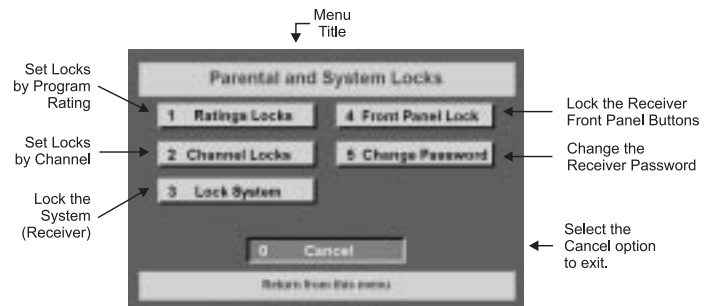 Menu
Title
Parental and System Locks
Set Locks
by Program
Rating
1 Ratings Locks
4 Front Panel Lock
Lock the Receiver
Front Panel Buttons
Set Locks
by Channel
2 Channel Locks
5 Change Password
Change the
Receiver Password
Lock the
System
(Receiver)
3 Lock System
0 Cancel
Select the
Cancel option
to exit.
Return from this menu